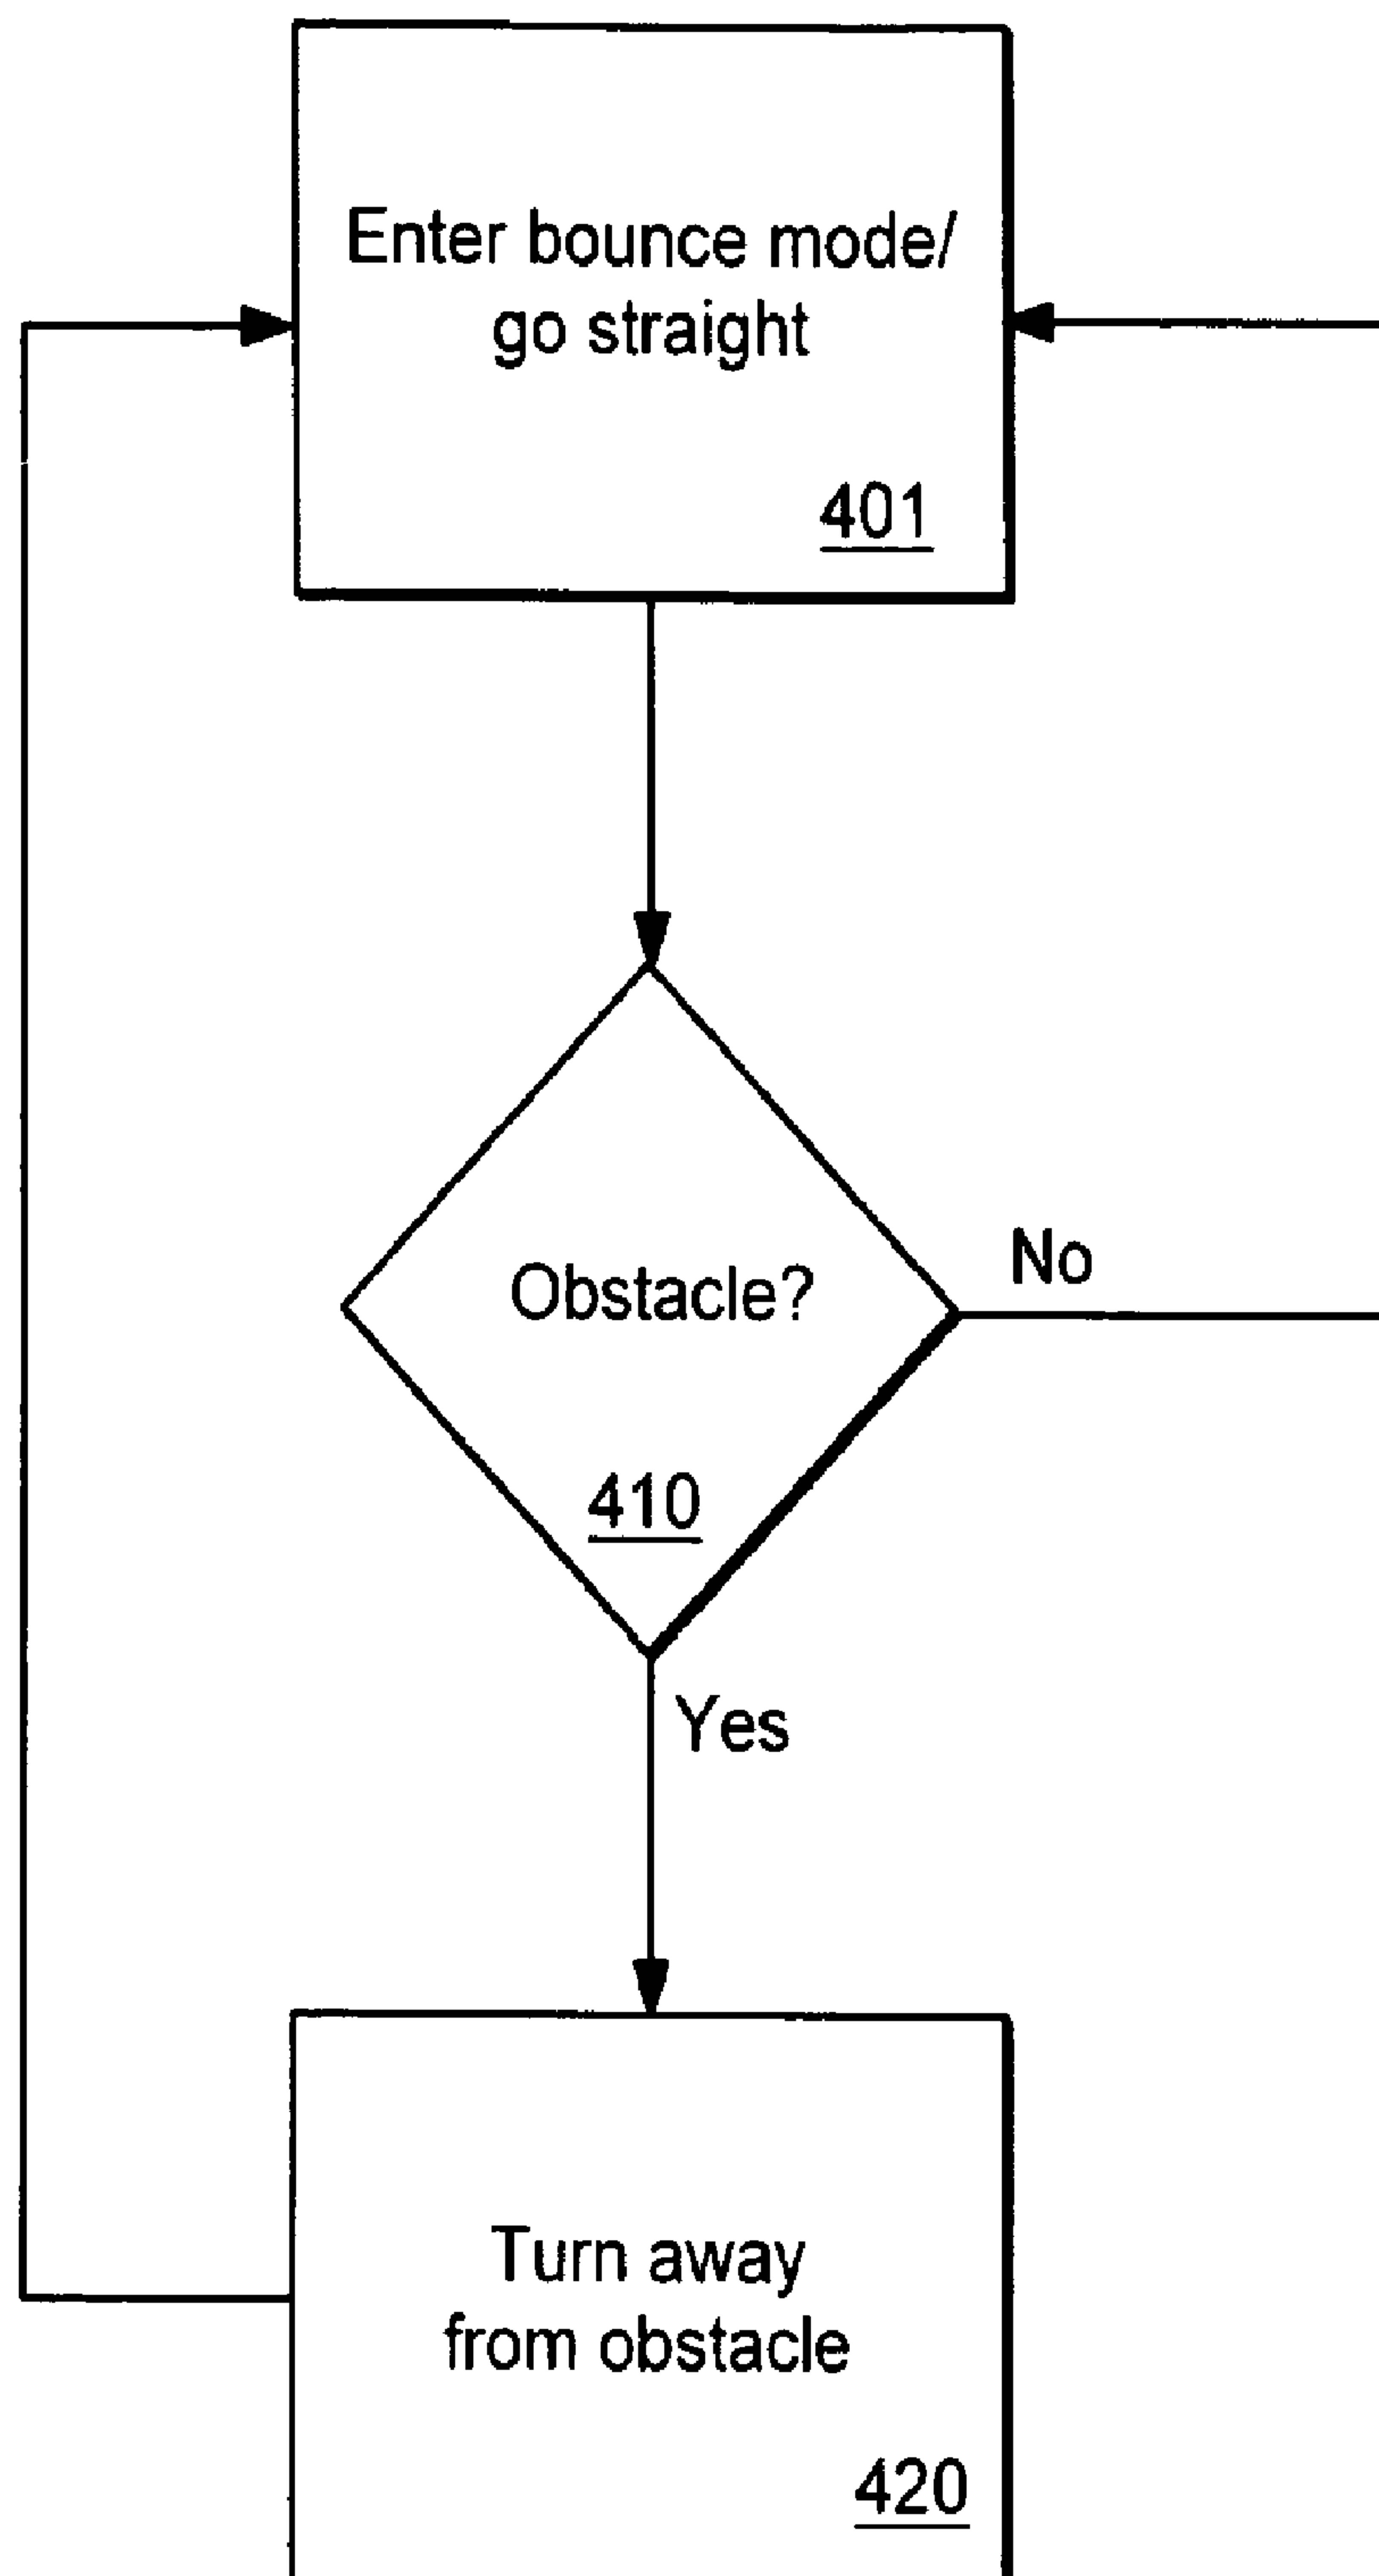 Enter bounce mode/
go straight
401
Obstacle?
No
410
Yes
Turn away
from obstacle
420